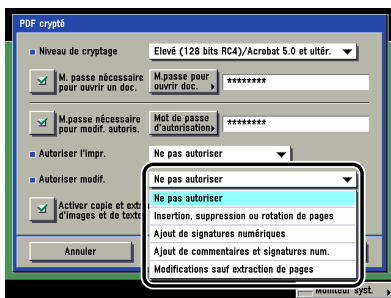 PDF crypté
Niveau de cryptage
Elevé (128 bits RC4)/Acrobat 5.0 et ultér.
M. passe nécessaire
pour ouvrir un doc.
M.passe pour
ouvrir doc.
********
M.passe nécessaire
pour modif. autoris.
Mot de passe
d'autorisation
********
Autoriser l'impr.
Ne pas autoriser
Autoriser modif.
Ne pas autoriser
Ne pas autoriser
Insertion, suppression ou rotation de pages
Ajout de signatures numériques
Ajout de commentaires et signatures num.
Modifications sauf extraction de pages
Activer copie et extr
d'images et de texte
Annuler
Moniteur syst.